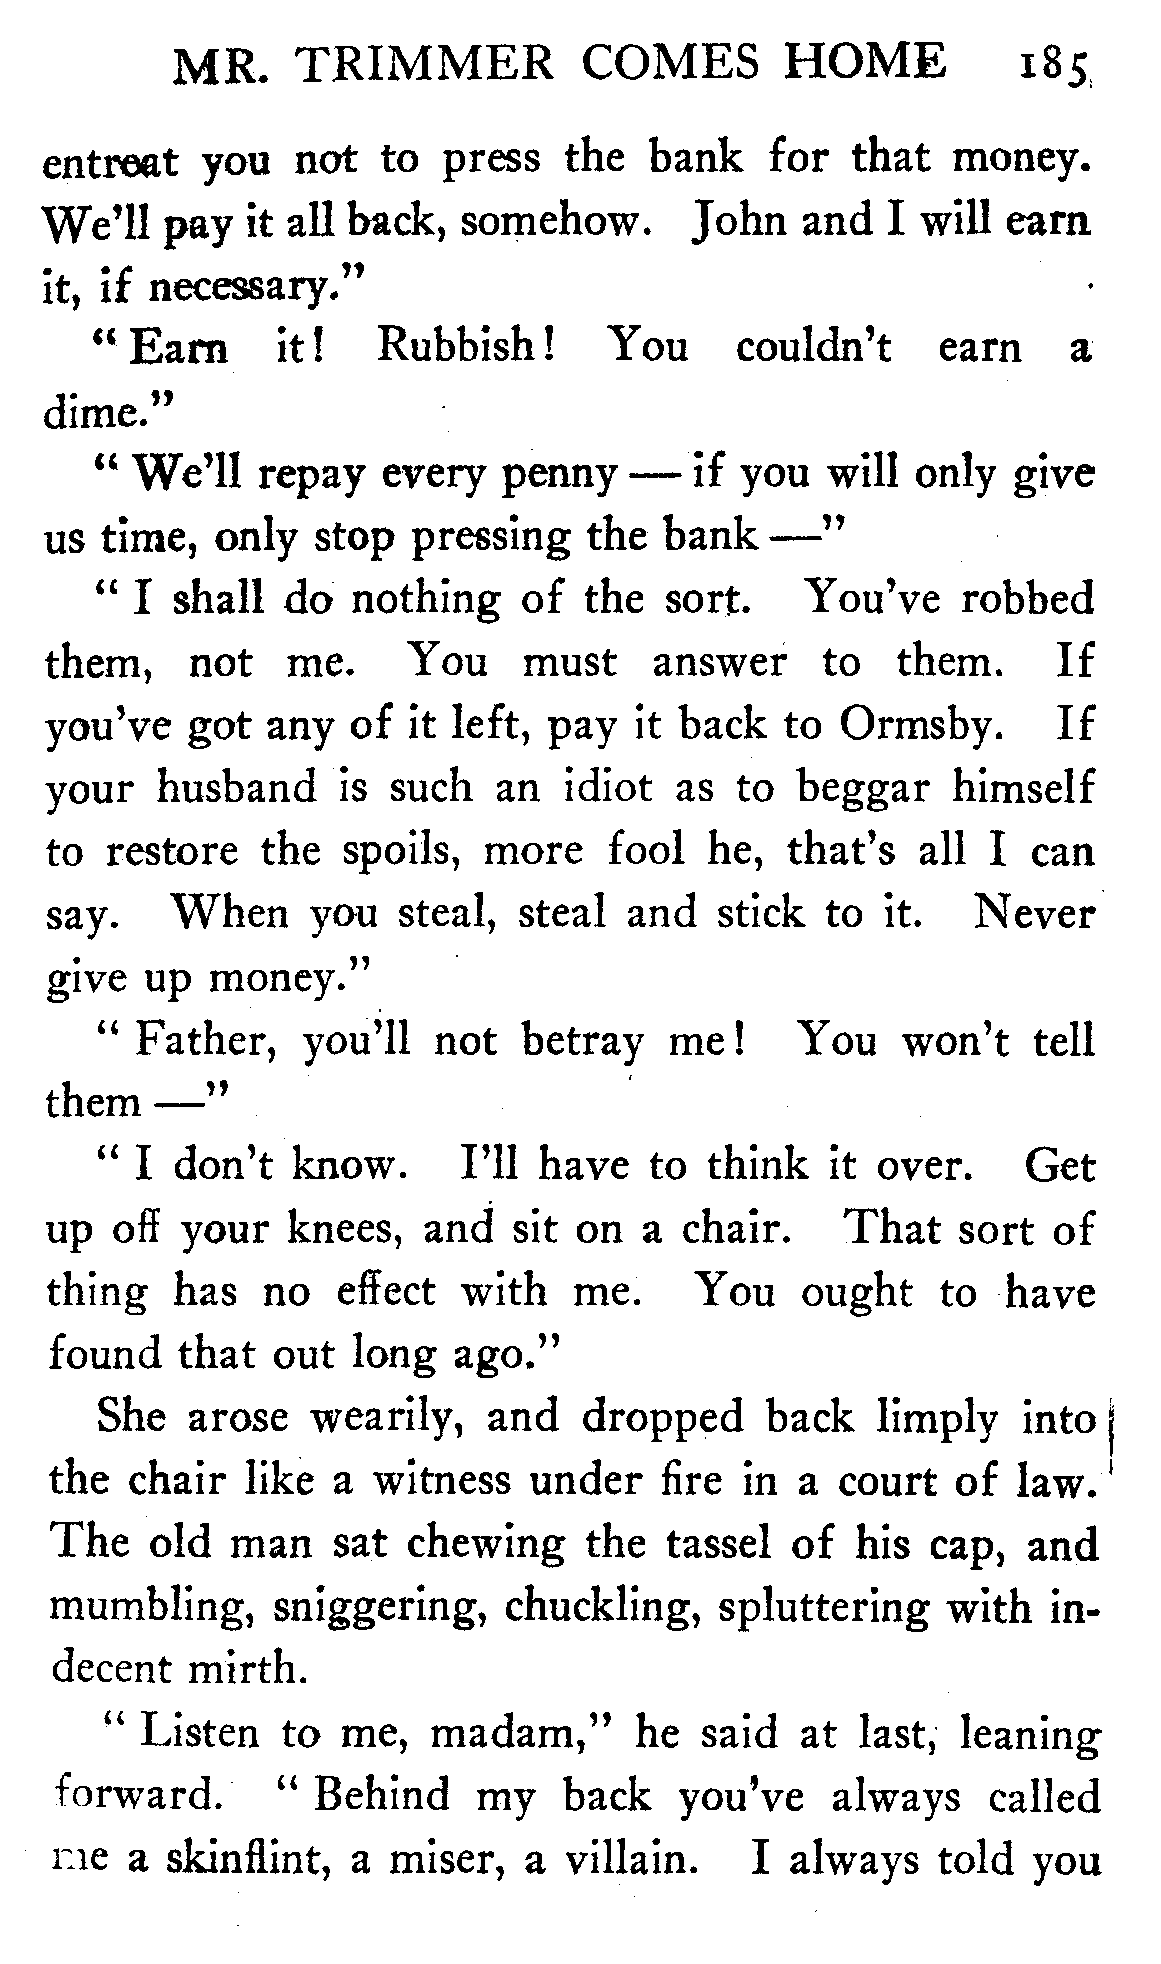 MR. TRIMMER COMES HOME 185
entreat you not to press the bank for that money.
We'll pay it all back, somehow. John and I will earn
it, if necessary."
"Earn it! Rubbish! You couldn't earn a
dime."
"We'll repay every penny — if you will only give
us time, only stop pressing the bank —"
"I shall do nothing of the sort. You've robbed
them, not me. You must answer to them. If
you've got any of it left, pay it back to Ormsby. If
your husband is such an idiot as to beggar himself
to restore the spoils, more fool he, that's all I can
say. When you steal, steal and stick to it. Never
give up money."
"Father, you'll not betray me! You won't tell
them —"
"I don't know. I'll have to think it over. Get
up off your knees, and sit on a chair. That sort of
thing has no effect with me. You ought to have
found that out long ago."
She arose wearily, and dropped back limply into
the chair like a witness under fire in a court of law.
The old man sat chewing the tassel of his cap, and
mumbling, sniggering, chuckling, spluttering with in-
decent mirth.
"Listen to me, madam," he said at last, leaning
forward. "Behind my back you've always called
me a skinflint, a miser, a villain. I always told you